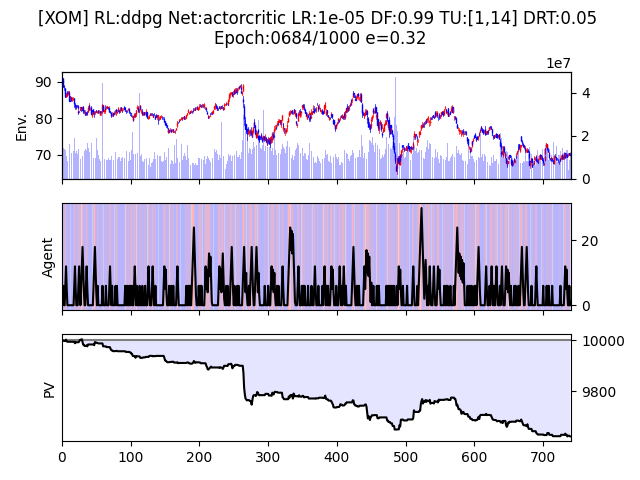 [XOM] RL:ddpg Net:actorcritic LR:1e-05 DF:0.99 TU:[1,14] DRT:0.05
Epoch:0684/1000 e=0.32
1e7
90
80
70
Env.
4
2
0
Agent
20
0
PV
10000
9800
0 100 200 300 400 500 600 700